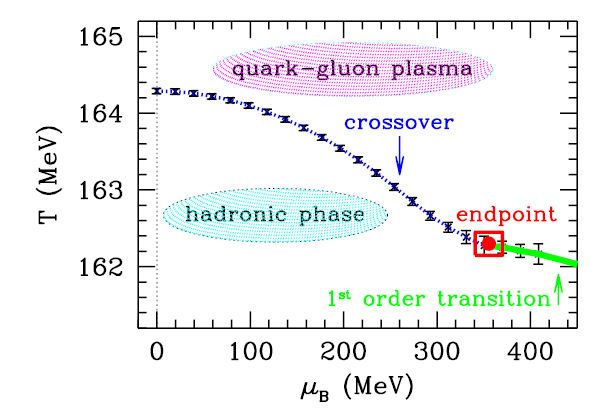 165
164
163
162
T (MeV)
quark-gluon plasma
crossover
hadronic phase
endpoint
1st order transition
0
100
200
300
400
μB (MeV)